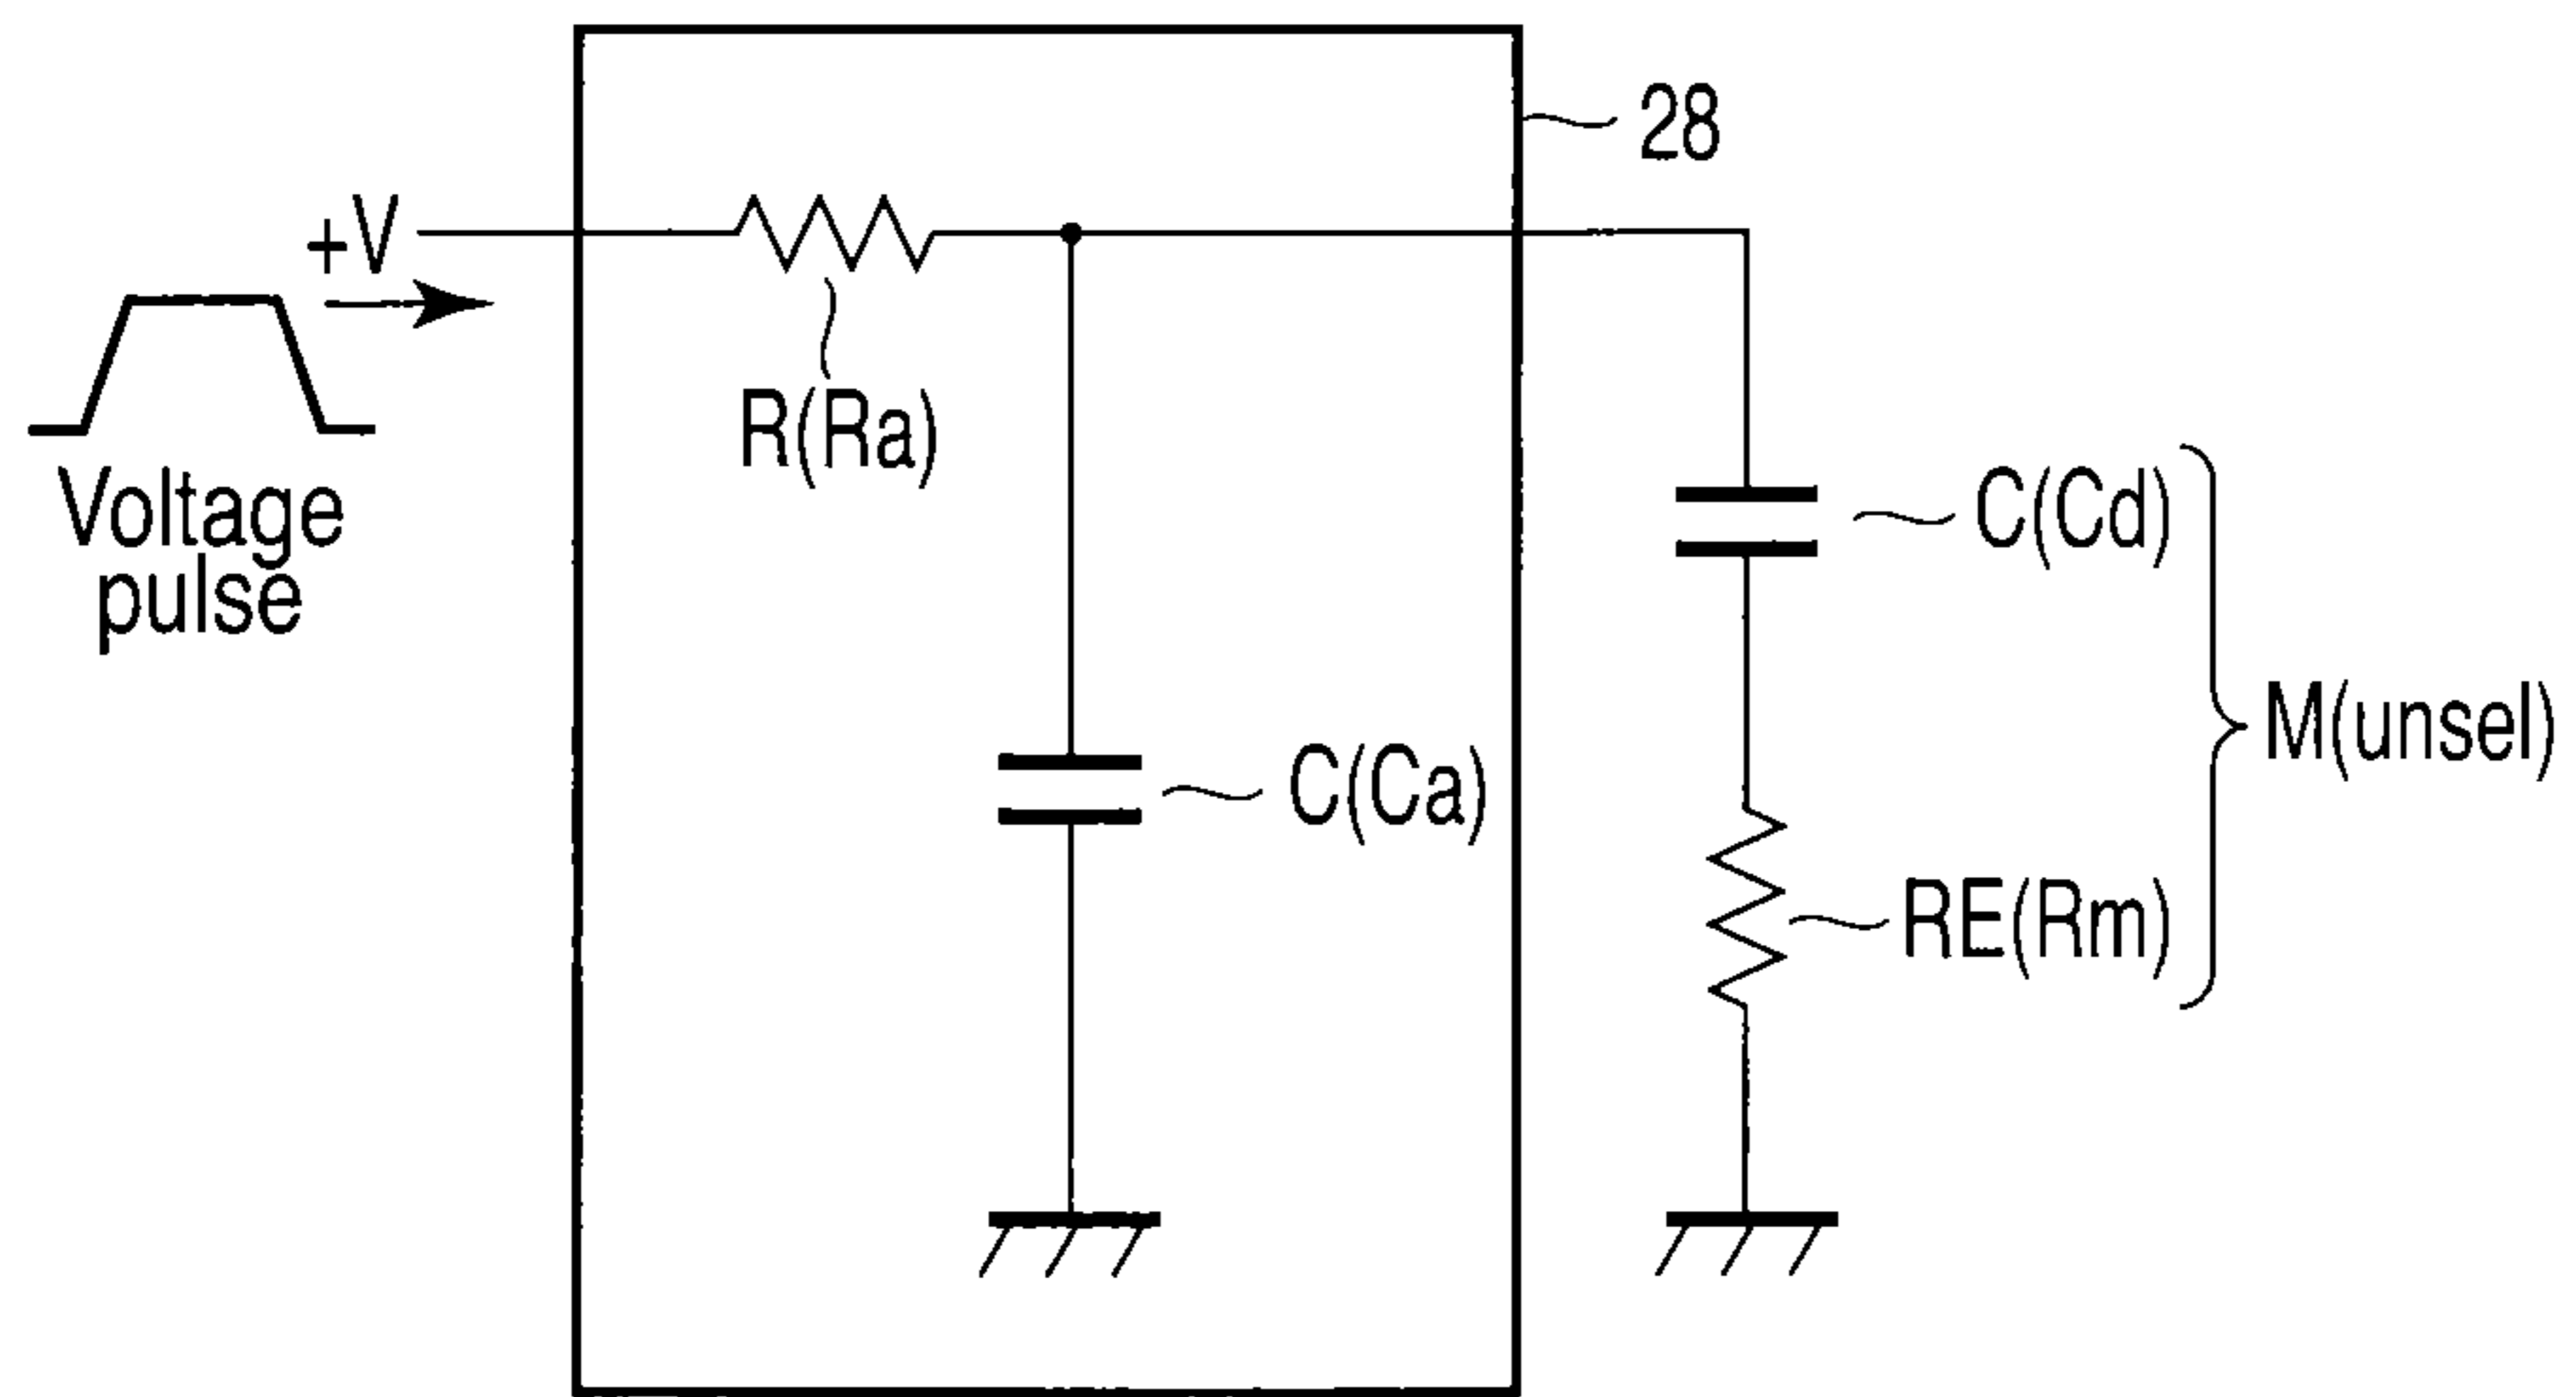 28
+V
Voltage
pulse
R(Ra)
C(Cd)
C(Ca)
M(unsel)
RE(Rm)